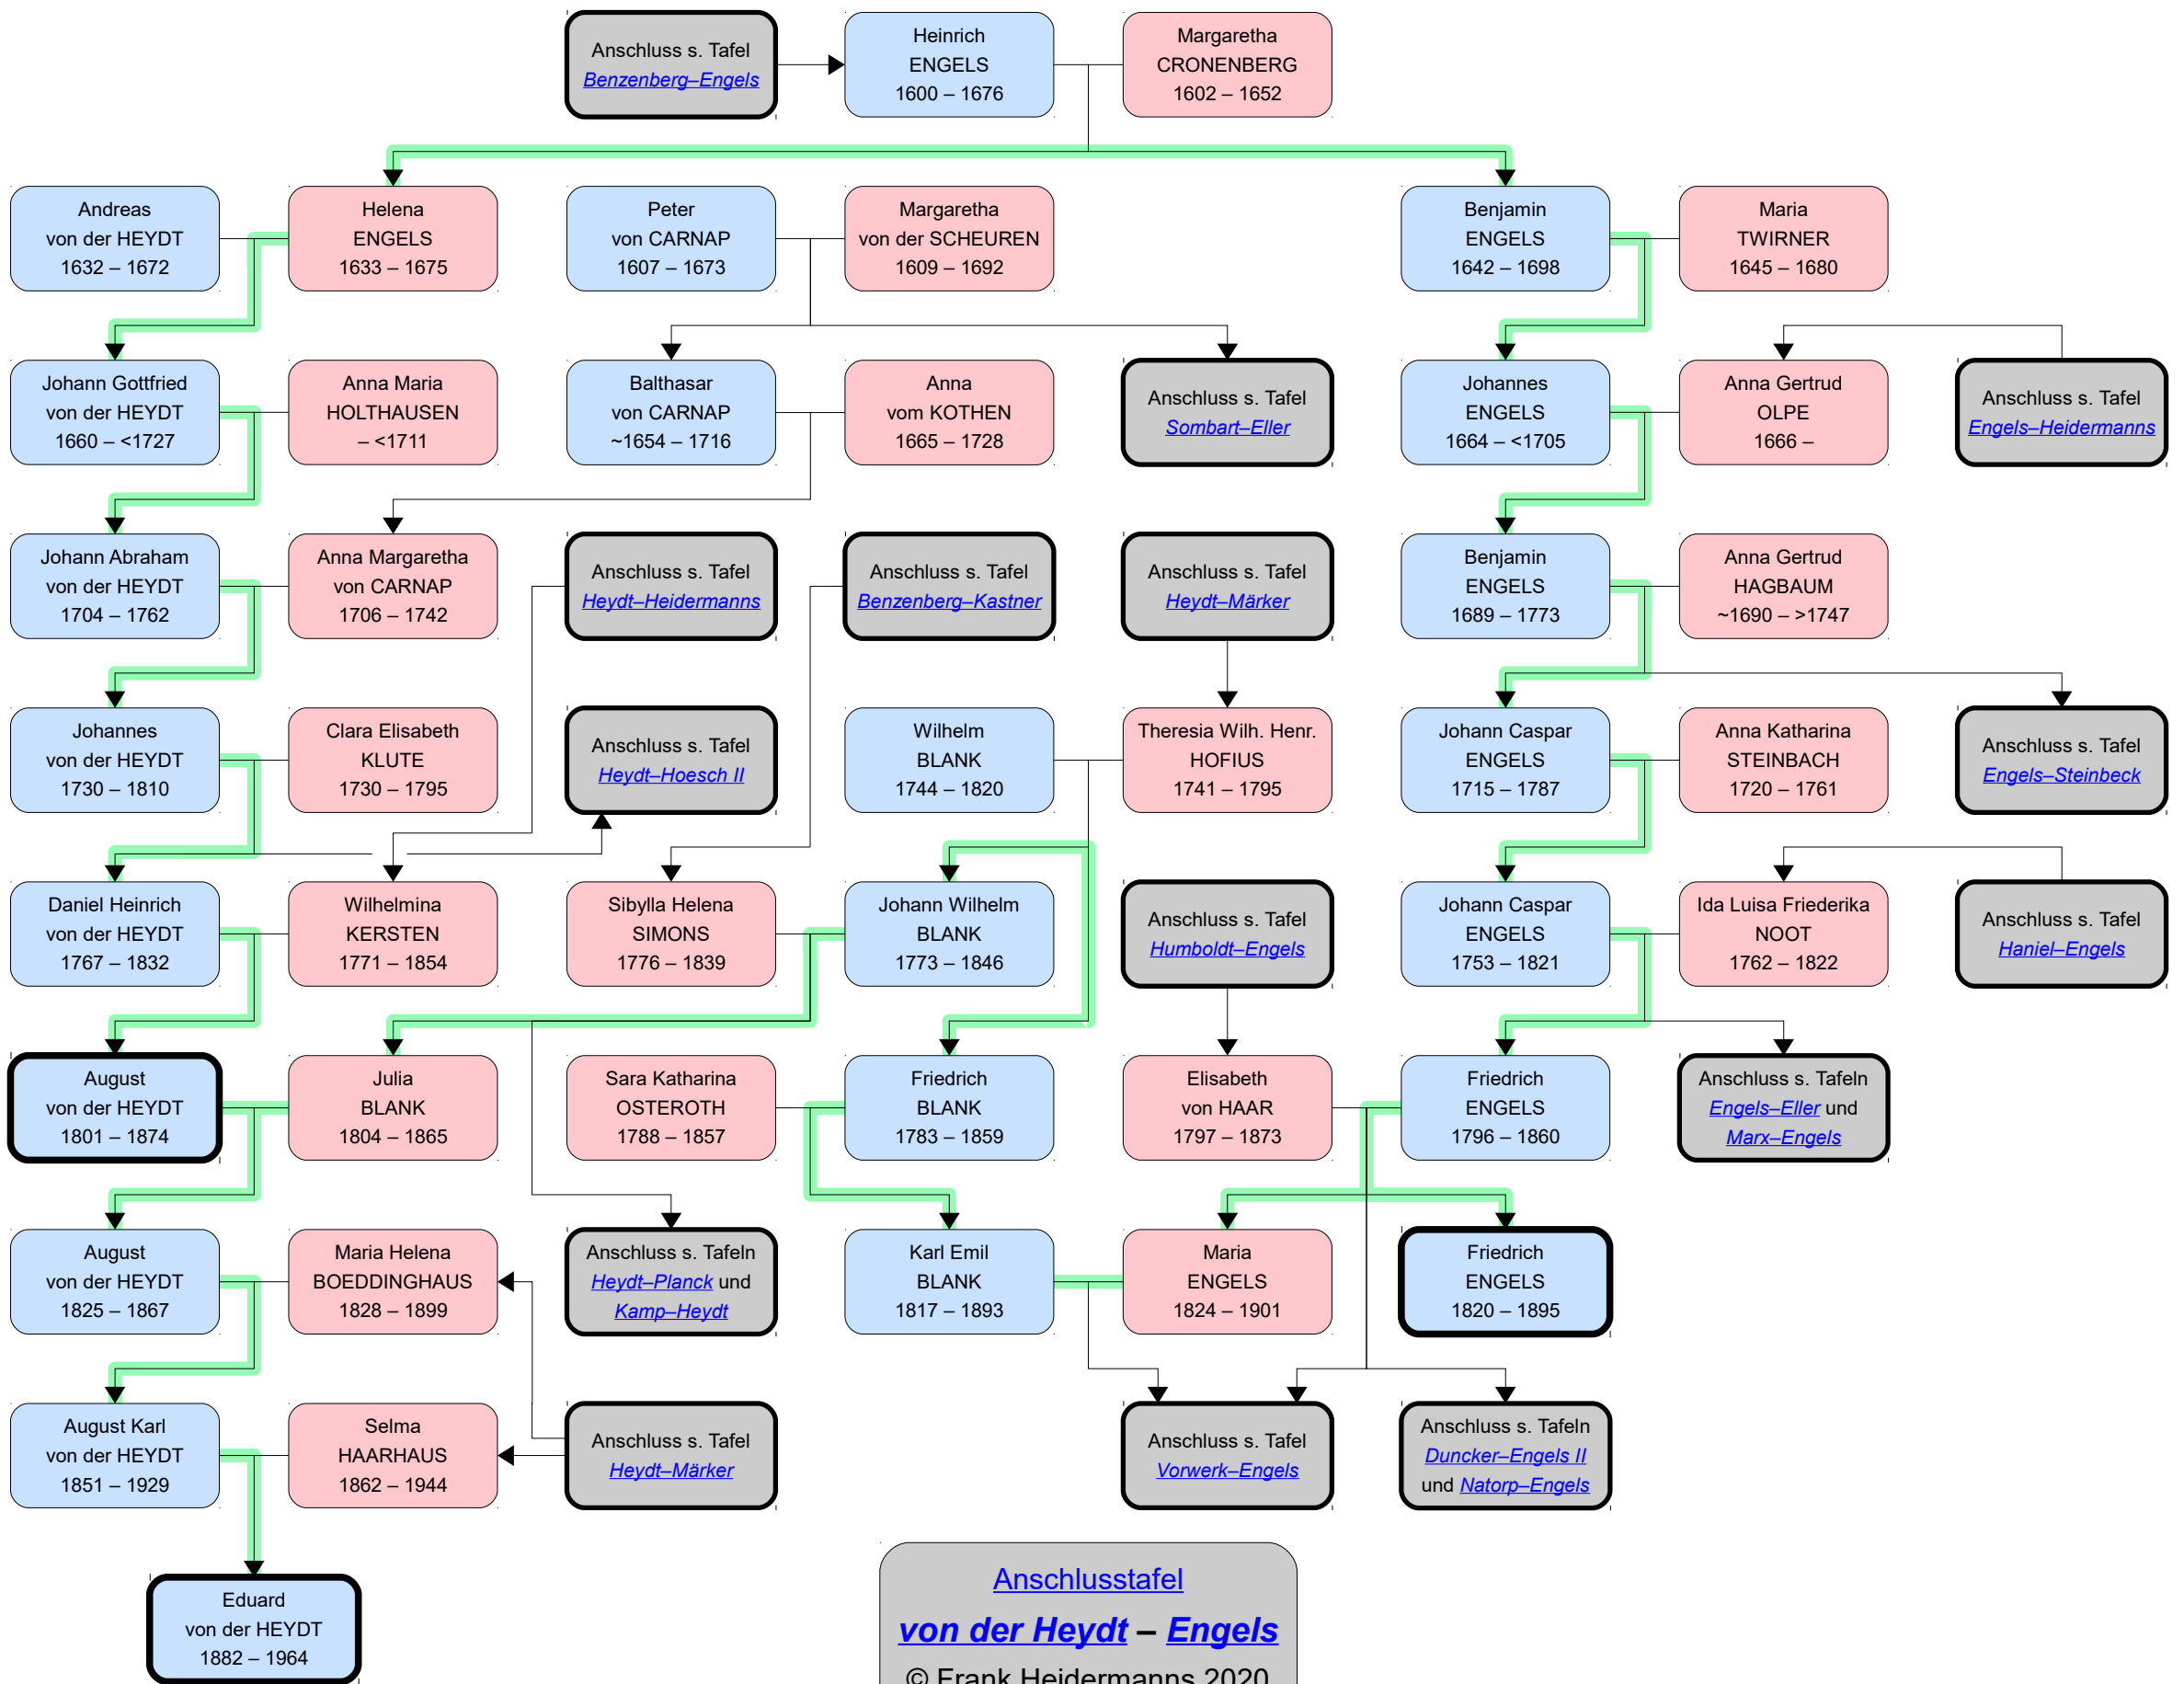 Anschluss s. Tafel
Benzenberg–Engels
Heinrich
ENGELS
1600 – 1676
Margaretha
CRONENBERG
1602 – 1652
Andreas
von der HEYDT
1632 – 1672
Helena
ENGELS
1633 – 1675
Peter
von CARNAP
1607 – 1673
Margaretha
von der SCHEUREN
1609 – 1692
Benjamin
ENGELS
1642 – 1698
Maria
TWIRNER
1645 – 1680
Johann Gottfried
von der HEYDT
1660 – <1727
Anna Maria
HOLTHAUSEN
– <1711
Balthasar
von CARNAP
~1654 – 1716
Anna
vom KOTHEN
1665 – 1728
Anschluss s. Tafel
Sombart–Eller
Johannes
ENGELS
1664 – <1705
Anna Gertrud
OLPE
1666 –
Anschluss s. Tafel
Engels–Heidermanns
Johann Abraham
von der HEYDT
1704 – 1762
Anna Margaretha
von CARNAP
1706 – 1742
Anschluss s. Tafel
Heydt–Heidermanns
Anschluss s. Tafel
Benzenberg–Kastner
Anschluss s. Tafel
Heydt–Märker
Benjamin
ENGELS
1689 – 1773
Anna Gertrud
HAGBAUM
~1690 – >1747
Johannes
von der HEYDT
1730 – 1810
Clara Elisabeth
KLUTE
1730 – 1795
Anschluss s. Tafel
Heydt–Hoesch II
Wilhelm
BLANK
1744 – 1820
Theresia Wilh. Henr.
HOFIUS
1741 – 1795
Johann Caspar
ENGELS
1715 – 1787
Anna Katharina
STEINBACH
1720 – 1761
Anschluss s. Tafel
Engels–Steinbeck
Daniel Heinrich
von der HEYDT
1767 – 1832
Wilhelmina
KERSTEN
1771 – 1854
Sibylla Helena
SIMONS
1776 – 1839
Johann Wilhelm
BLANK
1773 – 1846
Anschluss s. Tafel
Humboldt–Engels
Johann Caspar
ENGELS
1753 – 1821
Ida Luisa Friederika
NOOT
1762 – 1822
Anschluss s. Tafel
Haniel–Engels
August
von der HEYDT
1801 – 1874
Julia
BLANK
1804 – 1865
Sara Katharina
OSTEROTH
1788 – 1857
Friedrich
BLANK
1783 – 1859
Elisabeth
von HAAR
1797 – 1873
Friedrich
ENGELS
1796 – 1860
Anschluss s. Tafeln
Engels–Eller und
Marx–Engels
August
von der HEYDT
1825 – 1867
Maria Helena
BOEDDINGHAUS
1828 – 1899
Anschluss s. Tafeln
Heydt–Planck und
Kamp–Heydt
Karl Emil
BLANK
1817 – 1893
Maria
ENGELS
1824 – 1901
Friedrich
ENGELS
1820 – 1895
August Karl
von der HEYDT
1851 – 1929
Selma
HAARHAUS
1862 – 1944
Anschluss s. Tafel
Heydt–Märker
Anschluss s. Tafel
Vorwerk–Engels
Anschluss s. Tafeln
Duncker–Engels II
und Natorp–Engels
Eduard
von der HEYDT
1882 – 1964
Anschlusstafel
von der Heydt – Engels
© Frank Heidermanns 2020